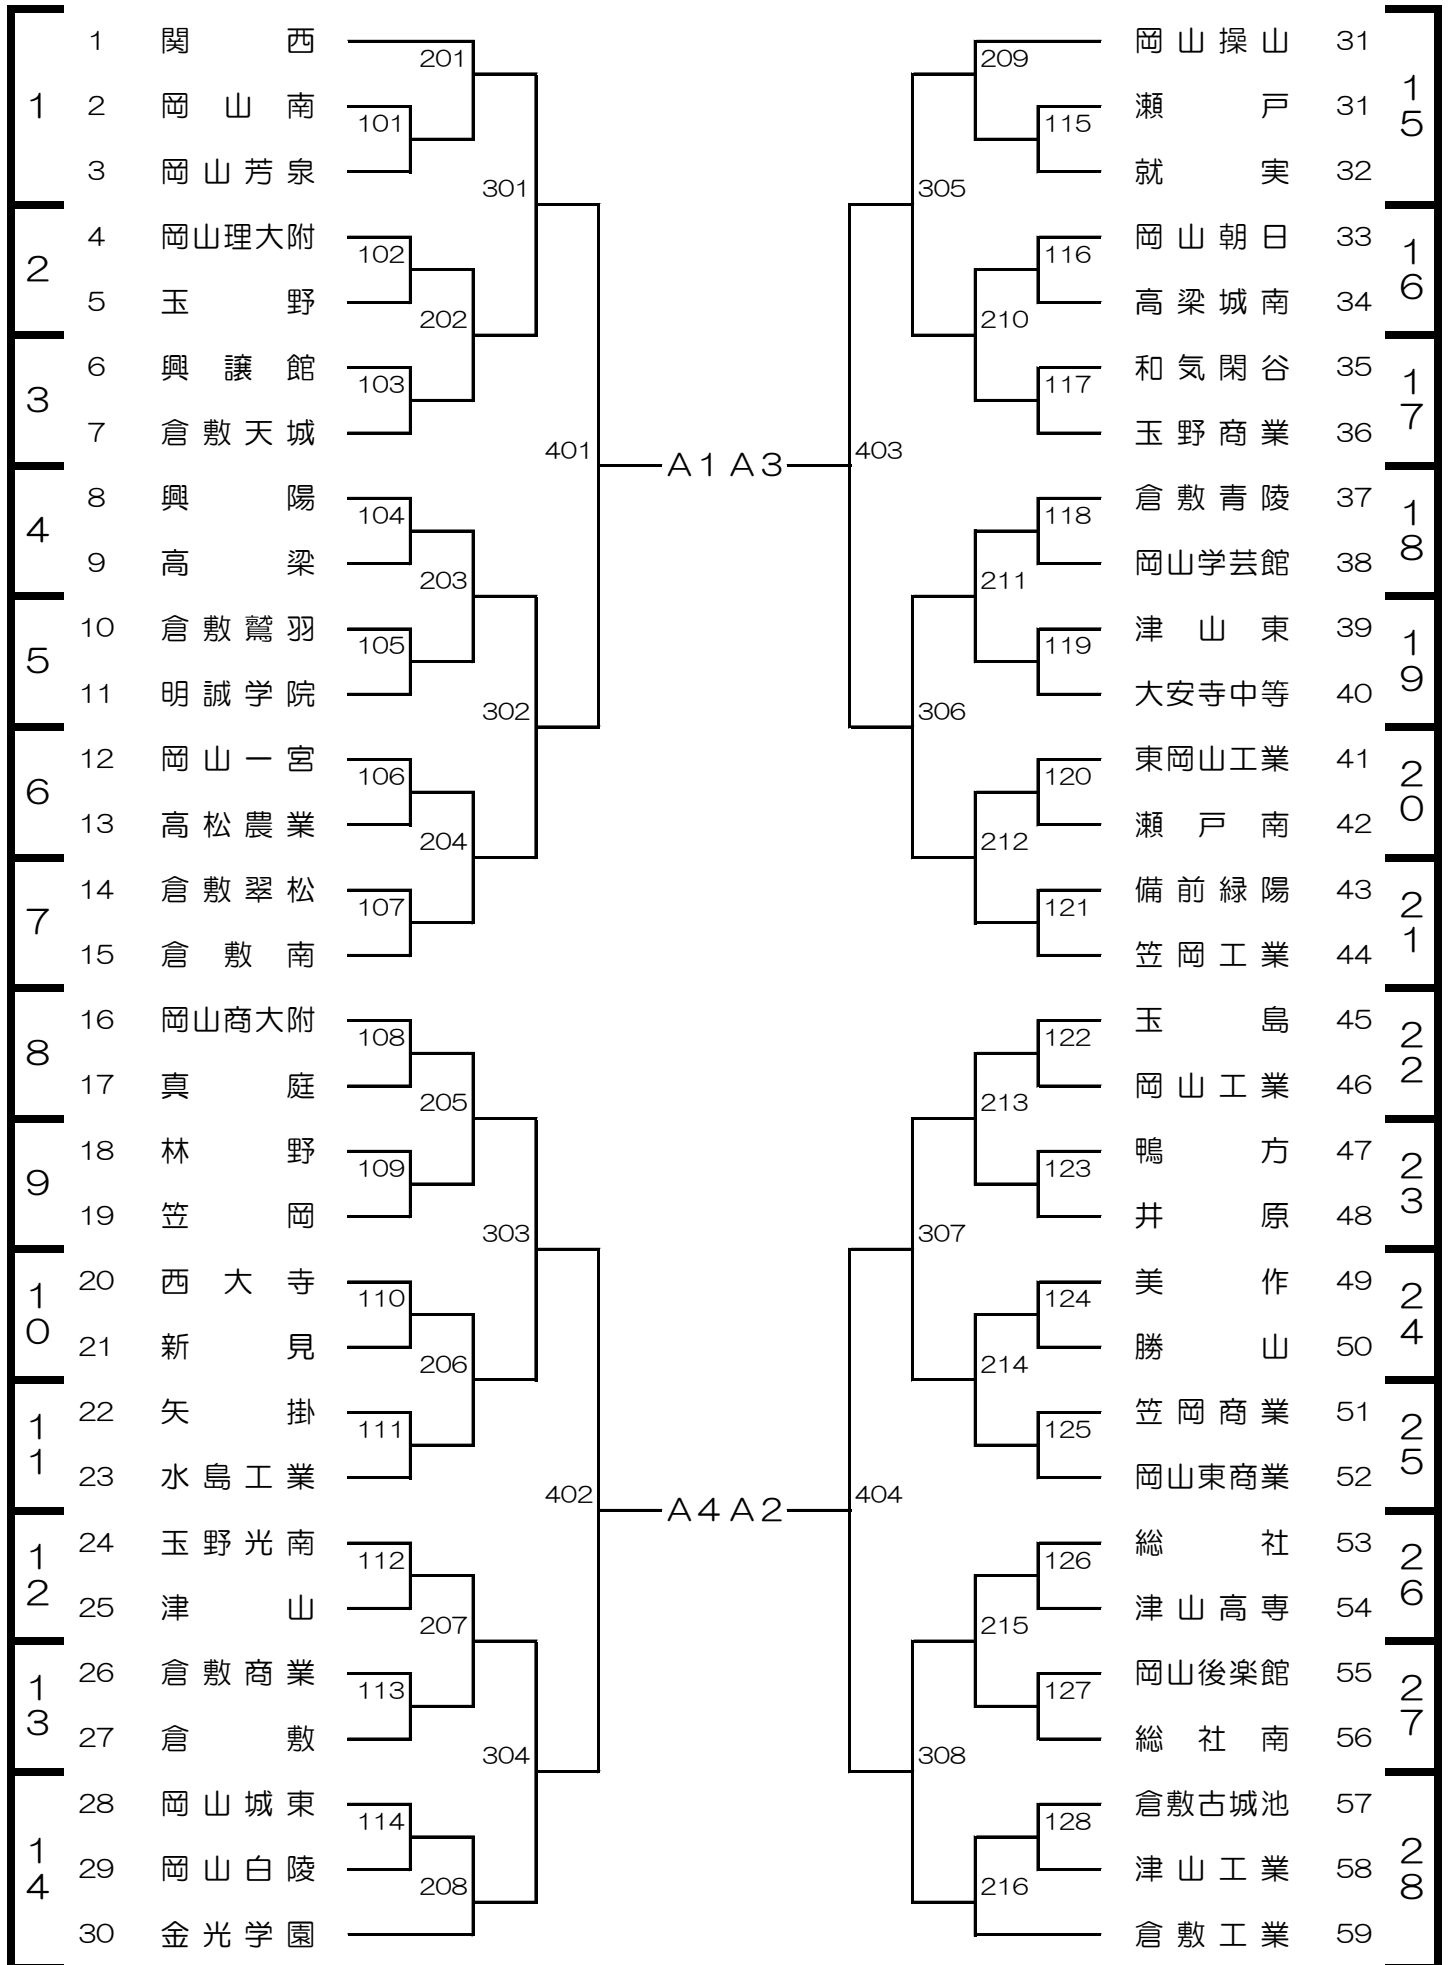 1 関西 201 209 岡山操山 31
1 2 岡山南 101 115 瀬戸 31 15
3 岡山芳泉 就実 32
301 305
4 岡山理大附 102 116 岡山朝日 33
2 16
5 玉野 202 210 高梁城南 34
6 興譲館 103 117 和気閑谷 35
3 17
7 倉敷天城 玉野商業 36
401 A1 A3 403
8 興陽 104 118 倉敷青陵 37
4 18
9 高梁 203 211 岡山学芸館 38
10 倉敷鷲羽 105 119 津山東 39
5 19
11 明誠学院 大安寺中等 40
302 306
12 岡山一宮 106 120 東岡山工業 41
6 20
13 高松農業 204 212 瀬戸南 42
14 倉敷翠松 107 121 備前緑陽 43
7 21
15 倉敷南 笠岡工業 44
16 岡山商大附 108 122 玉島 45
8 22
17 真庭 205 213 岡山工業 46
18 林野 109 123 鴨方 47
9 23
19 笠岡 井原 48
303 307
20 西大寺 110 124 美作 49
10 24
21 新見 206 214 勝山 50
22 矢掛 111 125 笠岡商業 51
11 25
23 水島工業 岡山東商業 52
402 A4 A2 404
24 玉野光南 112 126 総社 53
12 26
25 津山 207 215 津山高専 54
26 倉敷商業 113 127 岡山後楽館 55
13 27
27 倉敷 総社南 56
304 308
28 岡山城東 114 128 倉敷古城池 57
14 29 岡山白陵 208 216 津山工業 58 28
30 金光学園 倉敷工業 59